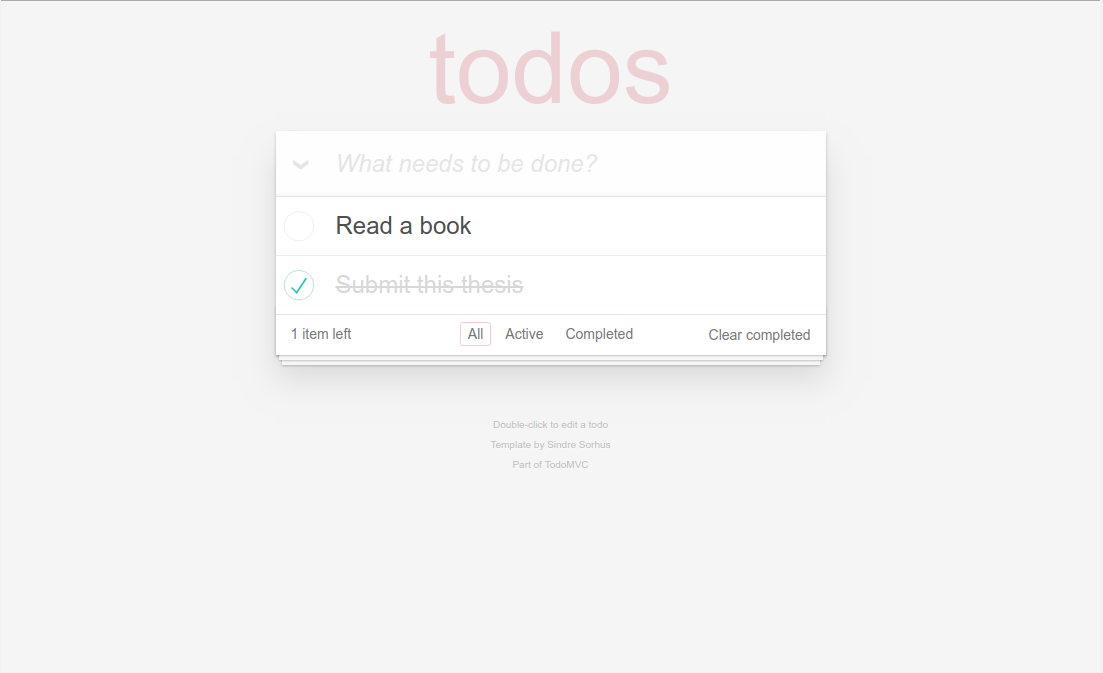 todos
What needs to be done?
Read a book
Submit this thesis
1 item left All Active Completed Clear completed
Double-click to edit a todo
Template by Sindre Sorhus
Part of TodoMVC